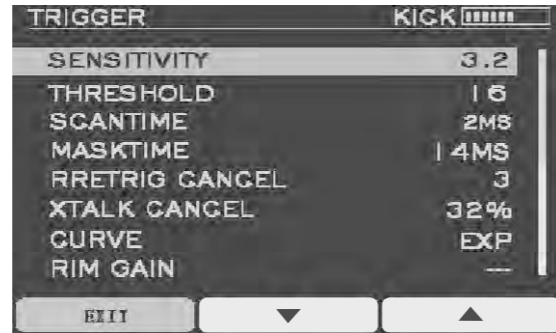 TRIGGER KICK
SENSITIVITY 3.2
THRESHOLD 16
SCANTIME 2MS
MASKTIME 14MS
RRETRIG CANCEL 3
XTALK CANCEL 32%
CURVE EXP
RIM GAIN ---
EXIT